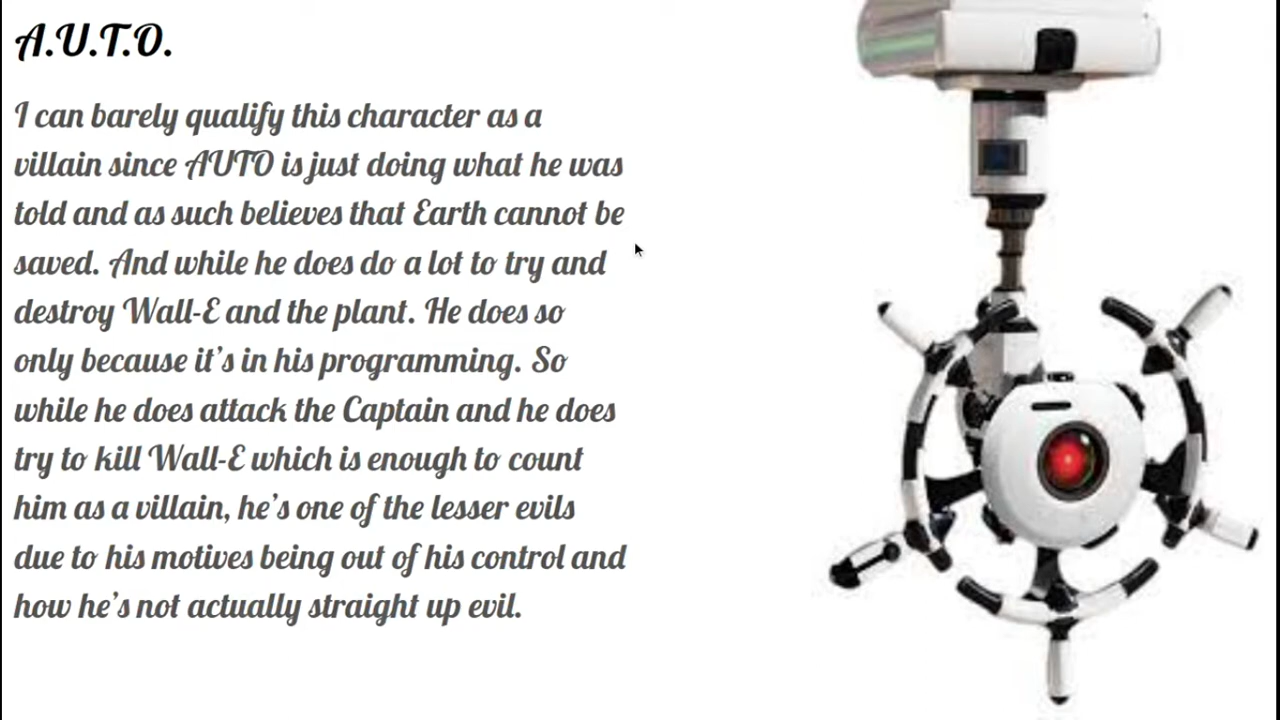 A.U.T.O.
I can barely qualify this character as a
villain since AUTO is just doing what he was
told and as such believes that Earth cannot be
saved. And while he does do a lot to try and
destroy Wall-E and the plant. He does so
only because it's in his programming. So
while he does attack the Captain and he does
try to kill Wall-E which is enough to count
him as a villain, he's one of the lesser evils
due to his motives being out of his control and
how he's not actually straight up evil.